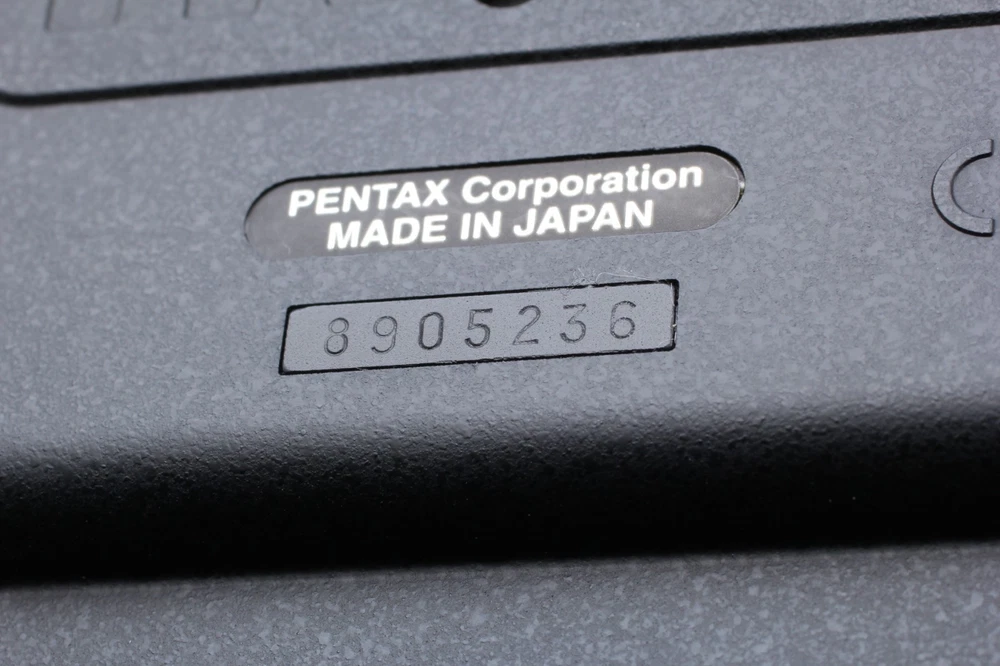 PENTAX Corporation
MADE IN JAPAN
8905236